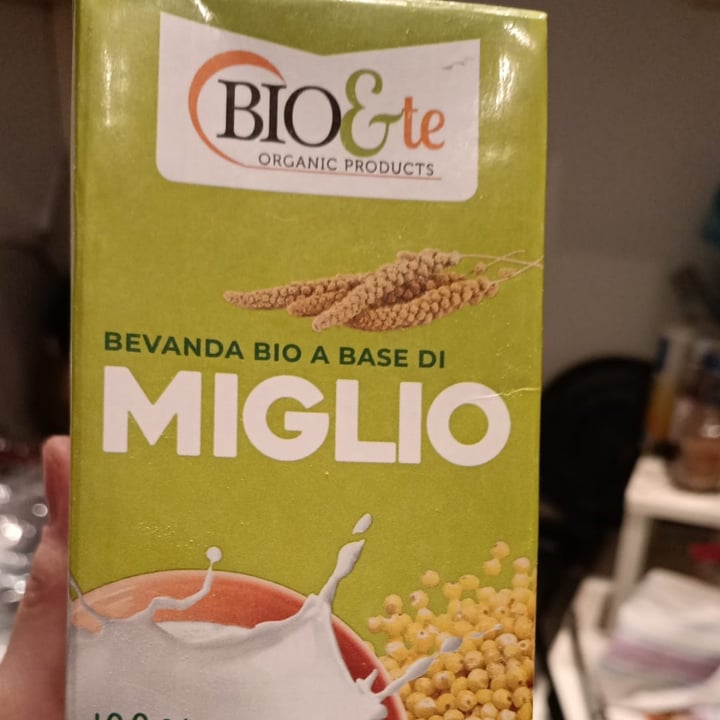 BIO&te
ORGANIC PRODUCTS
BEVANDA BIO A BASE DI
MIGLIO